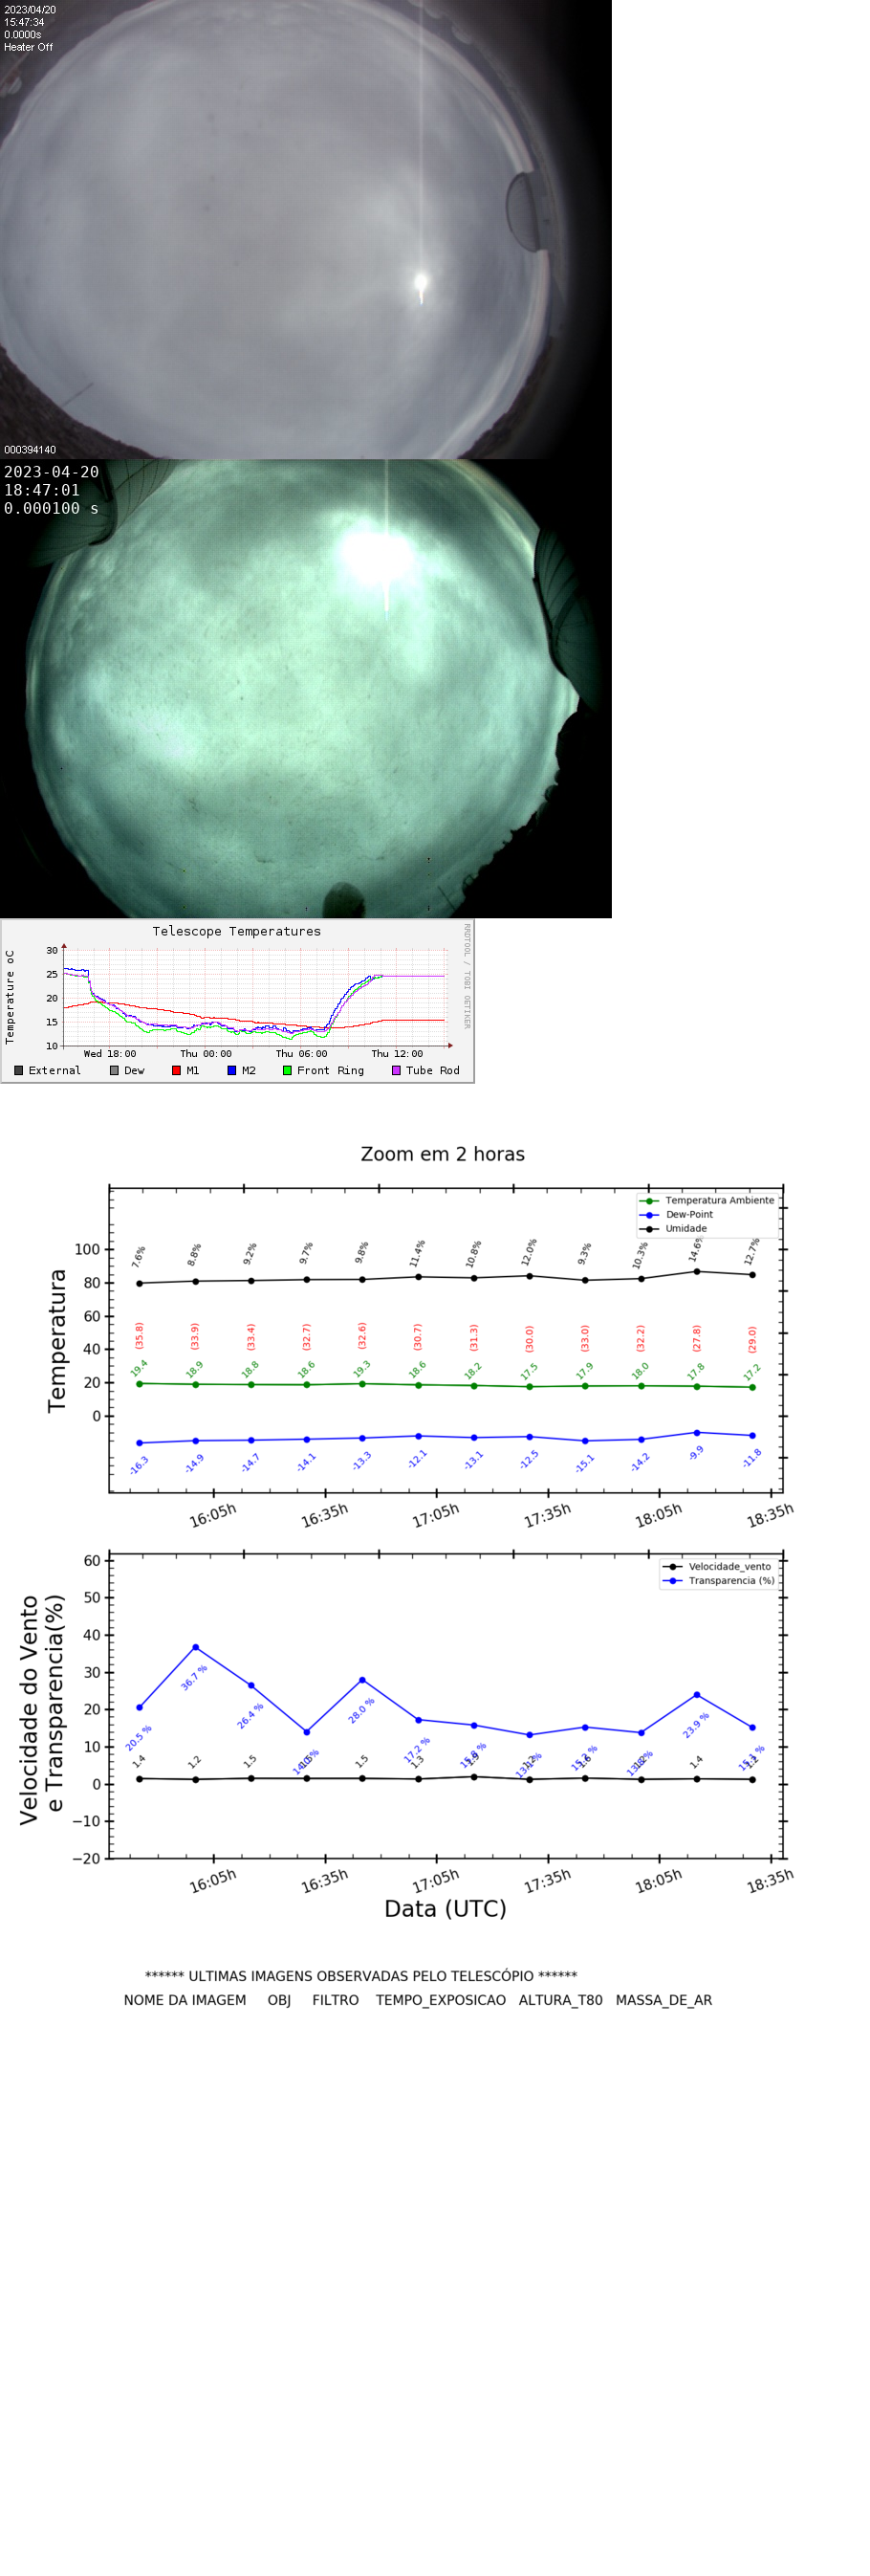 2023/04/20
15:47:34
0.0000s
Heater Off
000394140
2023-04-20
18:47:01
0.000100 s
Telescope Temperatures
RRDTOOL / TOBI OETIKER
Temperature oC
30
25
20
15
10
Wed 18:00 Thu 00:00 Thu 06:00 Thu 12:00
External Dew M1 M2 Front Ring Tube Rod
Zoom em 2 horas
Temperatura Ambiente
Dew-Point
Umidade
Temperatura
100
80
60
40
20
0
7.6% 8.8% 9.2% 9.7% 9.8% 11.4% 10.8% 12.0% 9.3% 10.3% 14.6% 12.7%
(35.8) (33.9) (33.4) (32.7) (32.6) (30.7) (31.3) (30.0) (33.0) (32.2) (27.8) (29.0)
19.4 18.9 18.8 18.6 19.3 18.6 18.2 17.5 17.9 18.0 17.8 17.2
-16.3 -14.9 -14.7 -14.1 -13.3 -12.1 -13.1 -12.5 -15.1 -14.2 -9.9 -11.8
16:05h 16:35h 17:05h 17:35h 18:05h 18:35h
Velocidade_vento
Transparencia (%)
Velocidade do Vento
e Transparencia(%)
60
50
40
30
20
10
0
−10
−20
20.5 % 36.7 % 26.4 % 28.0 % 17.2 % 23.9 %
1.4 1.2 1.5 1.5 1.3 1.4
16:05h 16:35h 17:05h 17:35h 18:05h 18:35h
Data (UTC)
****** ULTIMAS IMAGENS OBSERVADAS PELO TELESCÓPIO ******
NOME DA IMAGEM OBJ FILTRO TEMPO_EXPOSICAO ALTURA_T80 MASSA_DE_AR